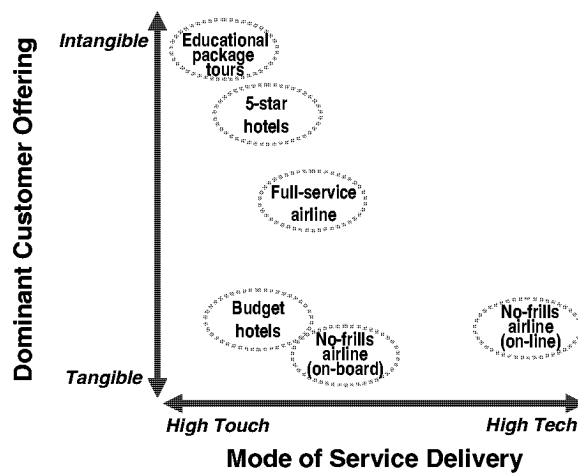 Dominant Customer Offering
Intangible
Educational
package
tours
5-star
hotels
Full-service
airline
Budget
hotels
No-frills
airline
(on-board)
No-frills
airline
(on-line)
Tangible
High Touch
High Tech
Mode of Service Delivery